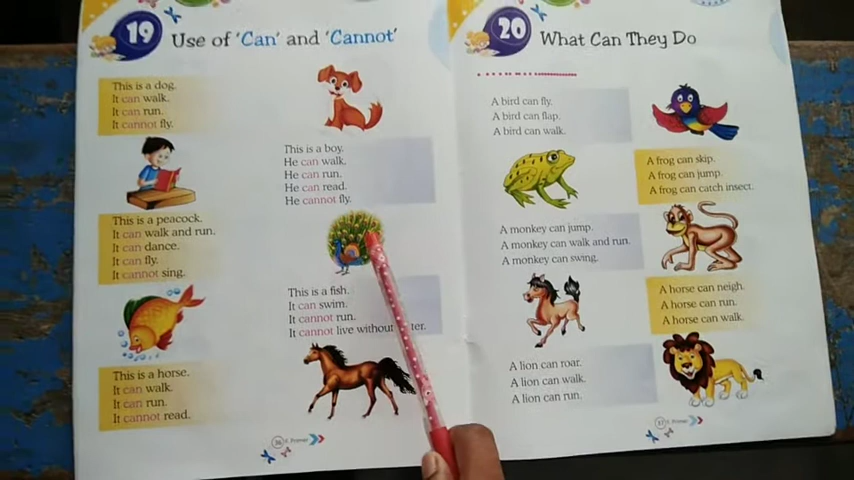 19 Use of 'Can' and 'Cannot'
This is a dog.
It can walk.
It can run.
It cannot fly.
This is a boy.
He can walk.
He can run.
He can read.
He cannot fly.
This is a peacock.
It can walk and run.
It can dance.
It can fly.
It cannot sing.
This is a fish.
It can swim.
It cannot run.
It cannot live without ter.
This is a horse.
It can walk.
It can run.
It cannot read.
Primer
20 What Can They Do
A bird can fly.
A bird can flap.
A bird can walk.
A frog can skip.
A frog can jump.
A frog can catch insect.
A monkey can jump.
A monkey can walk and run.
A monkey can swing.
A horse can neigh.
A horse can run.
A horse can walk.
A lion can roar.
A lion can walk.
A lion can run.
Primer